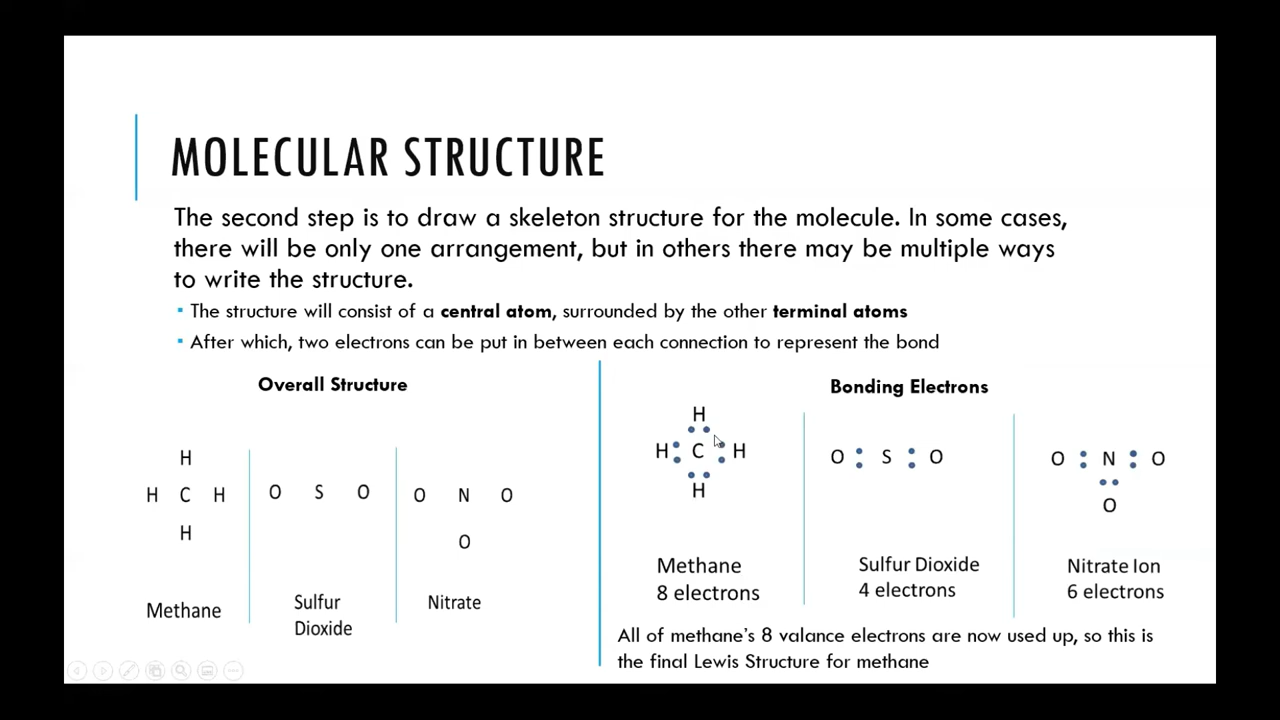 MOLECULAR STRUCTURE
The second step is to draw a skeleton structure for the molecule. In some cases,
there will be only one arrangement, but in others there may be multiple ways
to write the structure.
▪ The structure will consist of a central atom, surrounded by the other terminal atoms
▪ After which, two electrons can be put in between each connection to represent the bond
Overall Structure
H
H C H
H
Methane
O S O
Sulfur
Dioxide
O N O
O
Nitrate
Bonding Electrons
H
H C H
H
Methane
8 electrons
O S O
Sulfur Dioxide
4 electrons
O N O
O
Nitrate Ion
6 electrons
All of methane's 8 valance electrons are now used up, so this is
the final Lewis Structure for methane